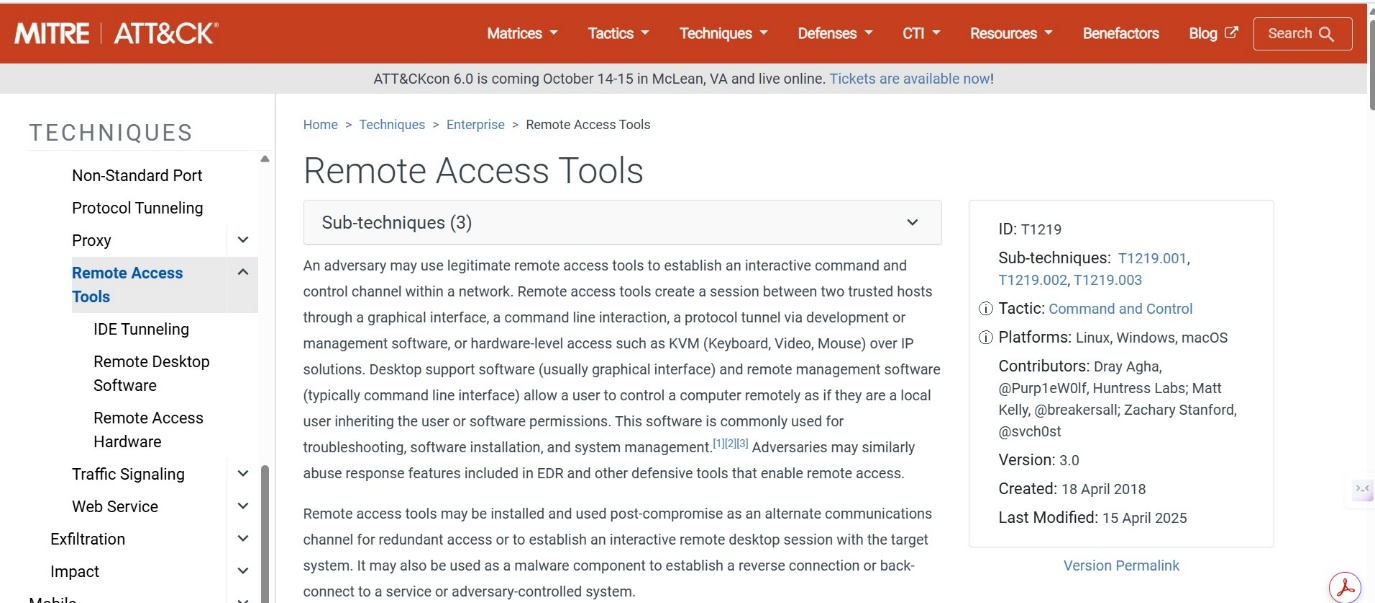 MITRE | ATT&CK®
Matrices Tactics Techniques Defenses CTI Resources Benefactors Blog Search
ATT&CKcon 6.0 is coming October 14-15 in McLean, VA and live online. Tickets are available now!
TECHNIQUES
Non-Standard Port
Protocol Tunneling
Proxy
Remote Access
Tools
IDE Tunneling
Remote Desktop
Software
Remote Access
Hardware
Traffic Signaling
Web Service
Exfiltration
Impact
Mobile
Home > Techniques > Enterprise > Remote Access Tools
Remote Access Tools
Sub-techniques (3)
An adversary may use legitimate remote access tools to establish an interactive command and
control channel within a network. Remote access tools create a session between two trusted hosts
through a graphical interface, a command line interaction, a protocol tunnel via development or
management software, or hardware-level access such as KVM (Keyboard, Video, Mouse) over IP
solutions. Desktop support software (usually graphical interface) and remote management software
(typically command line interface) allow a user to control a computer remotely as if they are a local
user inheriting the user or software permissions. This software is commonly used for
troubleshooting, software installation, and system management.[1][2][3] Adversaries may similarly
abuse response features included in EDR and other defensive tools that enable remote access.
Remote access tools may be installed and used post-compromise as an alternate communications
channel for redundant access or to establish an interactive remote desktop session with the target
system. It may also be used as a malware component to establish a reverse connection or back-
connect to a service or adversary-controlled system.
ID: T1219
Sub-techniques: T1219.001,
T1219.002, T1219.003
Tactic: Command and Control
Platforms: Linux, Windows, macOS
Contributors: Dray Agha,
@Purp1eW0lf, Huntress Labs; Matt
Kelly, @breakersall; Zachary Stanford,
@svch0st
Version: 3.0
Created: 18 April 2018
Last Modified: 15 April 2025
Version Permalink